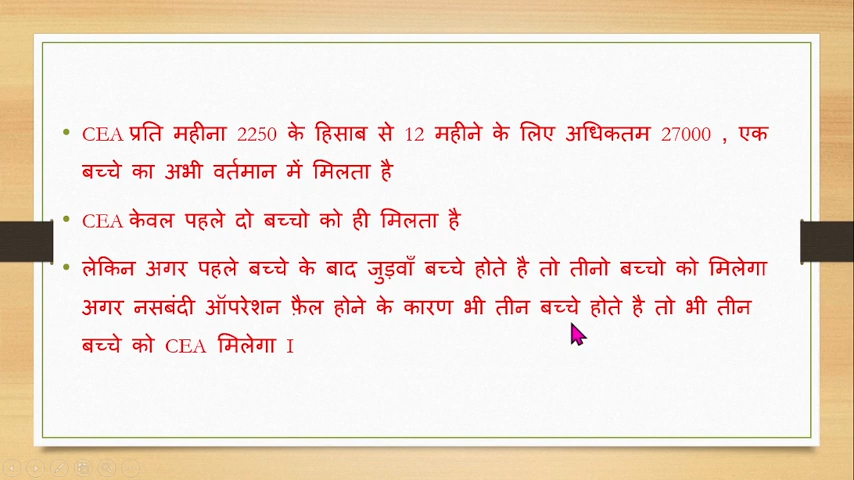 CEA प्रति महीना 2250 के हिसाब से 12 महीने के लिए अधिकतम 27000 , एक
बच्चे का अभी वर्तमान में मिलता है
CEA केवल पहले दो बच्चो को ही मिलता है
लेकिन अगर पहले बच्चे के बाद जुड़वाँ बच्चे होते है तो तीनो बच्चो को मिलेगा
अगर नसबंदी ऑपरेशन फ़ैल होने के कारण भी तीन बच्चे होते है तो भी तीन
बच्चे को CEA मिलेगा I